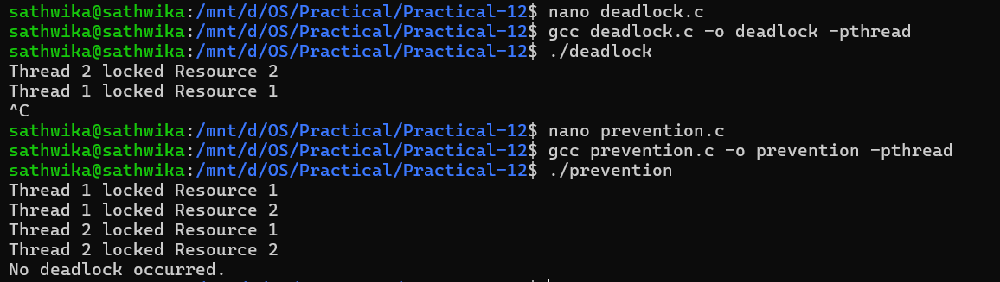 sathwika@sathwika:/mnt/d/OS/Practical/Practical-12$ nano deadlock.c
sathwika@sathwika:/mnt/d/OS/Practical/Practical-12$ gcc deadlock.c -o deadlock -pthread
sathwika@sathwika:/mnt/d/OS/Practical/Practical-12$ ./deadlock
Thread 2 locked Resource 2
Thread 1 locked Resource 1
^C
sathwika@sathwika:/mnt/d/OS/Practical/Practical-12$ nano prevention.c
sathwika@sathwika:/mnt/d/OS/Practical/Practical-12$ gcc prevention.c -o prevention -pthread
sathwika@sathwika:/mnt/d/OS/Practical/Practical-12$ ./prevention
Thread 1 locked Resource 1
Thread 1 locked Resource 2
Thread 2 locked Resource 1
Thread 2 locked Resource 2
No deadlock occurred.